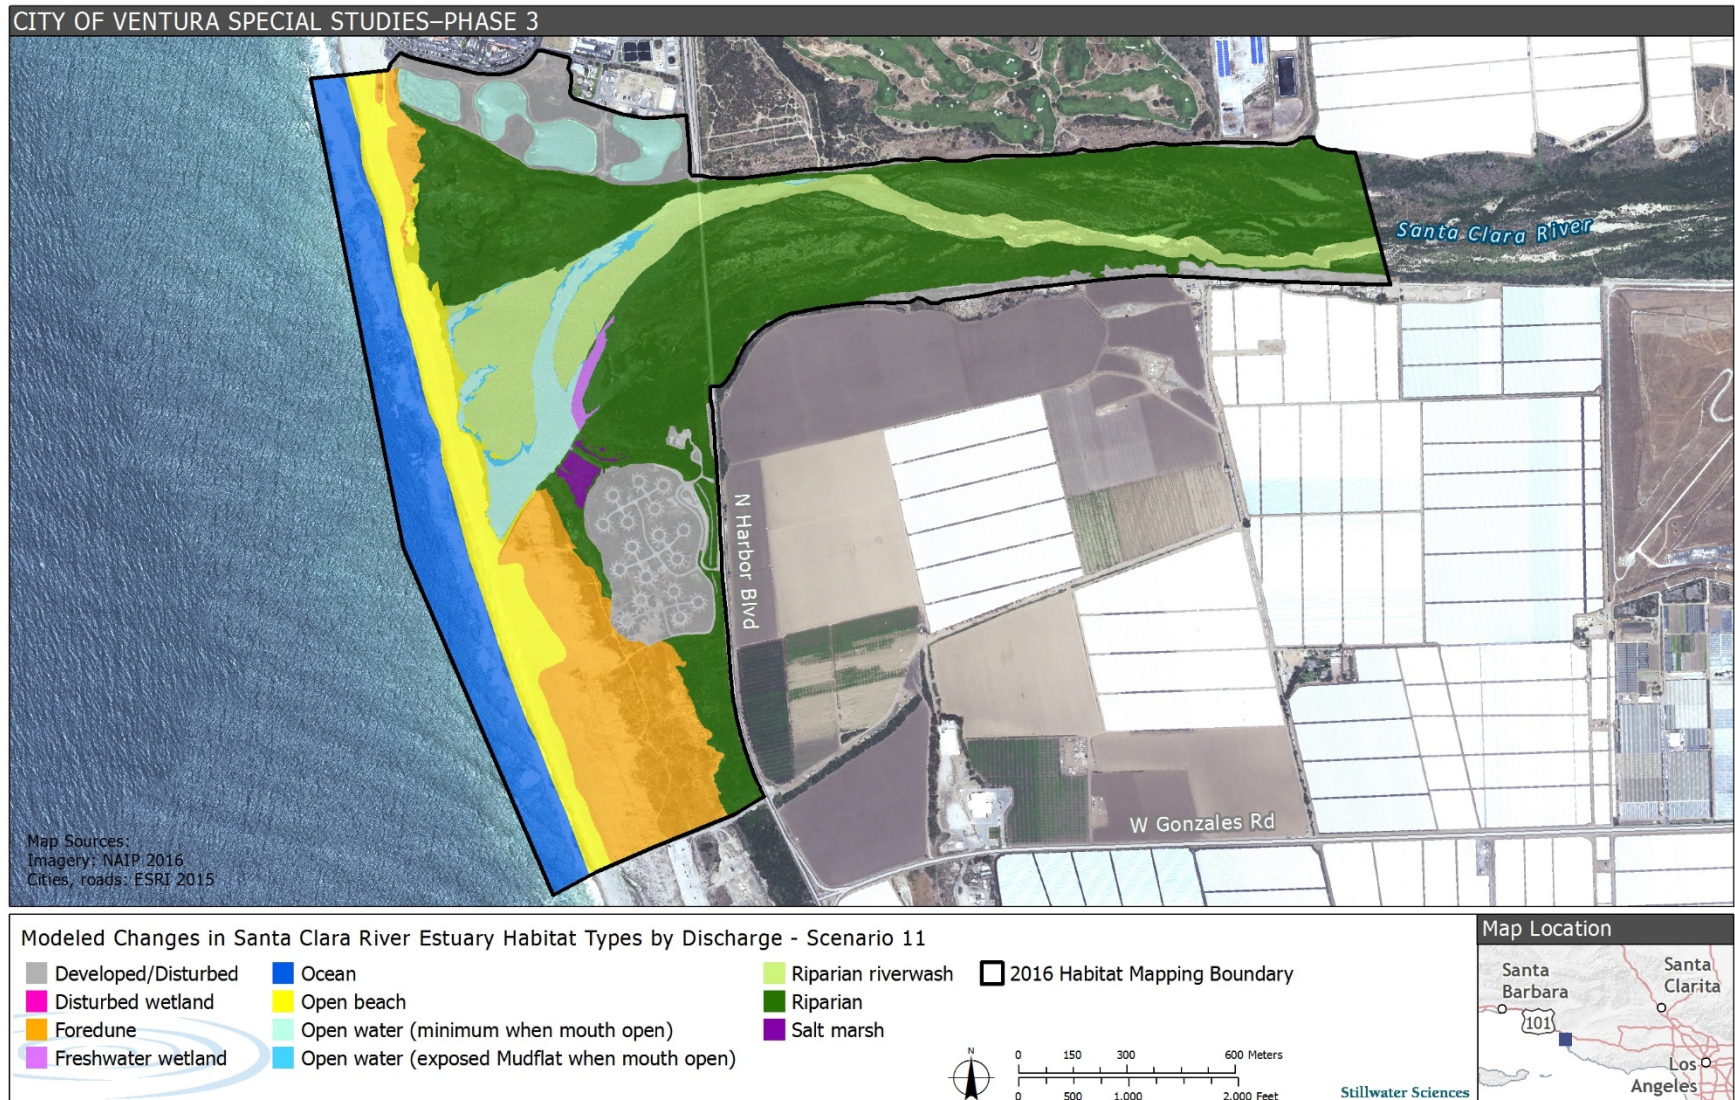 CITY OF VENTURA SPECIAL STUDIES–PHASE 3
Santa Clara River
N Harbor Blvd
W Gonzales Rd
Map Sources:
Imagery: NAIP 2016
Cities, roads: ESRI 2015
Modeled Changes in Santa Clara River Estuary Habitat Types by Discharge - Scenario 11
Developed/Disturbed
Disturbed wetland
Foredune
Freshwater wetland
Ocean
Open beach
Open water (minimum when mouth open)
Open water (exposed Mudflat when mouth open)
Riparian riverwash
Riparian
Salt marsh
2016 Habitat Mapping Boundary
N
0 150 300 600 Meters
0 500 1,000 2,000 Feet
Stillwater Sciences
Map Location
Santa
Barbara
Santa
Clarita
101
Los
Angeles